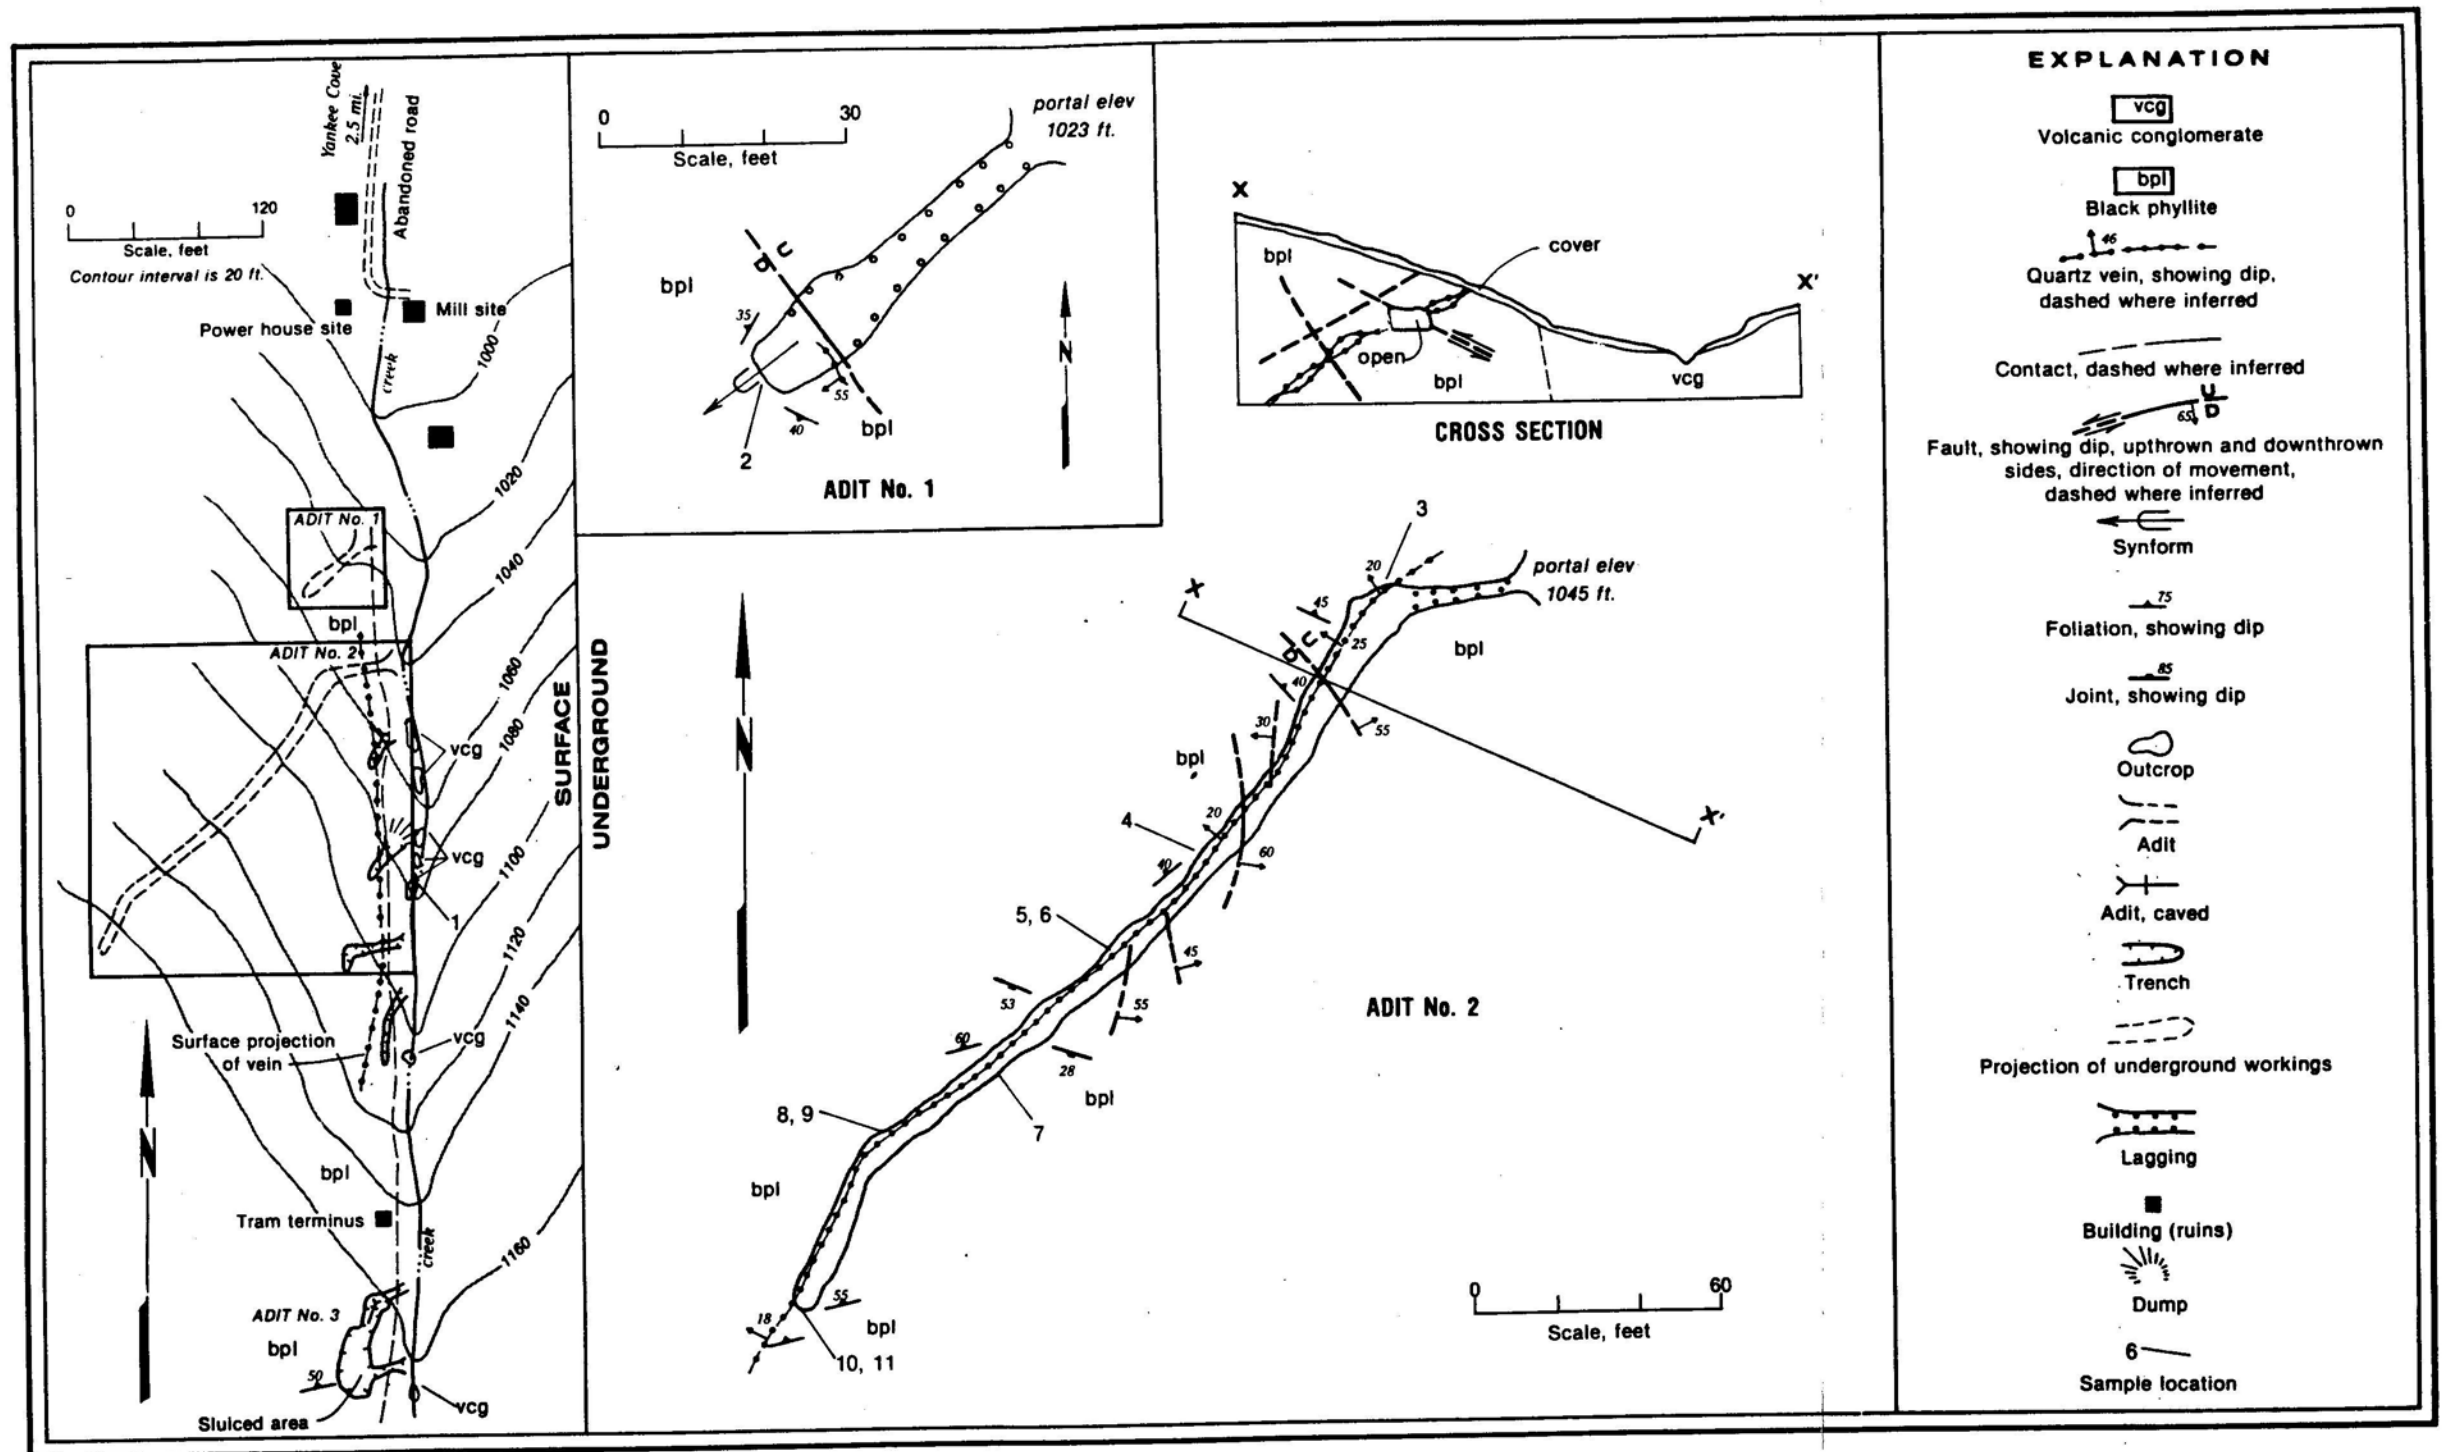 Yankee Cove
2.5 mi.
Abandoned road
0 120
Scale, feet
Contour interval is 20 ft.
Power house site
Mill site
creek
1000
1020
ADIT No. 1
1040
bpl
ADIT No. 2
1060
1080
vcg
vcg
1100
1
1120
1140
Surface projection
of vein
vcg
N
bpl
Tram terminus
creek
1160
ADIT No. 3
bpl
50
Sluiced area
vcg
SURFACE
UNDERGROUND
0 30
Scale, feet
portal elev
1023 ft.
U
D
bpl
35
N
55
40
bpl
2
ADIT No. 1
X
bpl
cover
X'
open
bpl
vcg
CROSS SECTION
3
portal elev
1045 ft.
20
X
45
U
D
25
bpl
40
30
55
N
bpl
X'
4
20
60
40
5, 6
45
53
55
ADIT No. 2
60
28
bpl
8, 9
7
bpl
0 60
Scale, feet
55
18
bpl
10, 11
EXPLANATION
vcg
Volcanic conglomerate
bpl
Black phyllite
46
Quartz vein, showing dip,
dashed where inferred
Contact, dashed where inferred
U
D
65
Fault, showing dip, upthrown and downthrown
sides, direction of movement,
dashed where inferred
Synform
75
Foliation, showing dip
85
Joint, showing dip
Outcrop
Adit
Adit, caved
Trench
Projection of underground workings
Lagging
Building (ruins)
Dump
6
Sample location